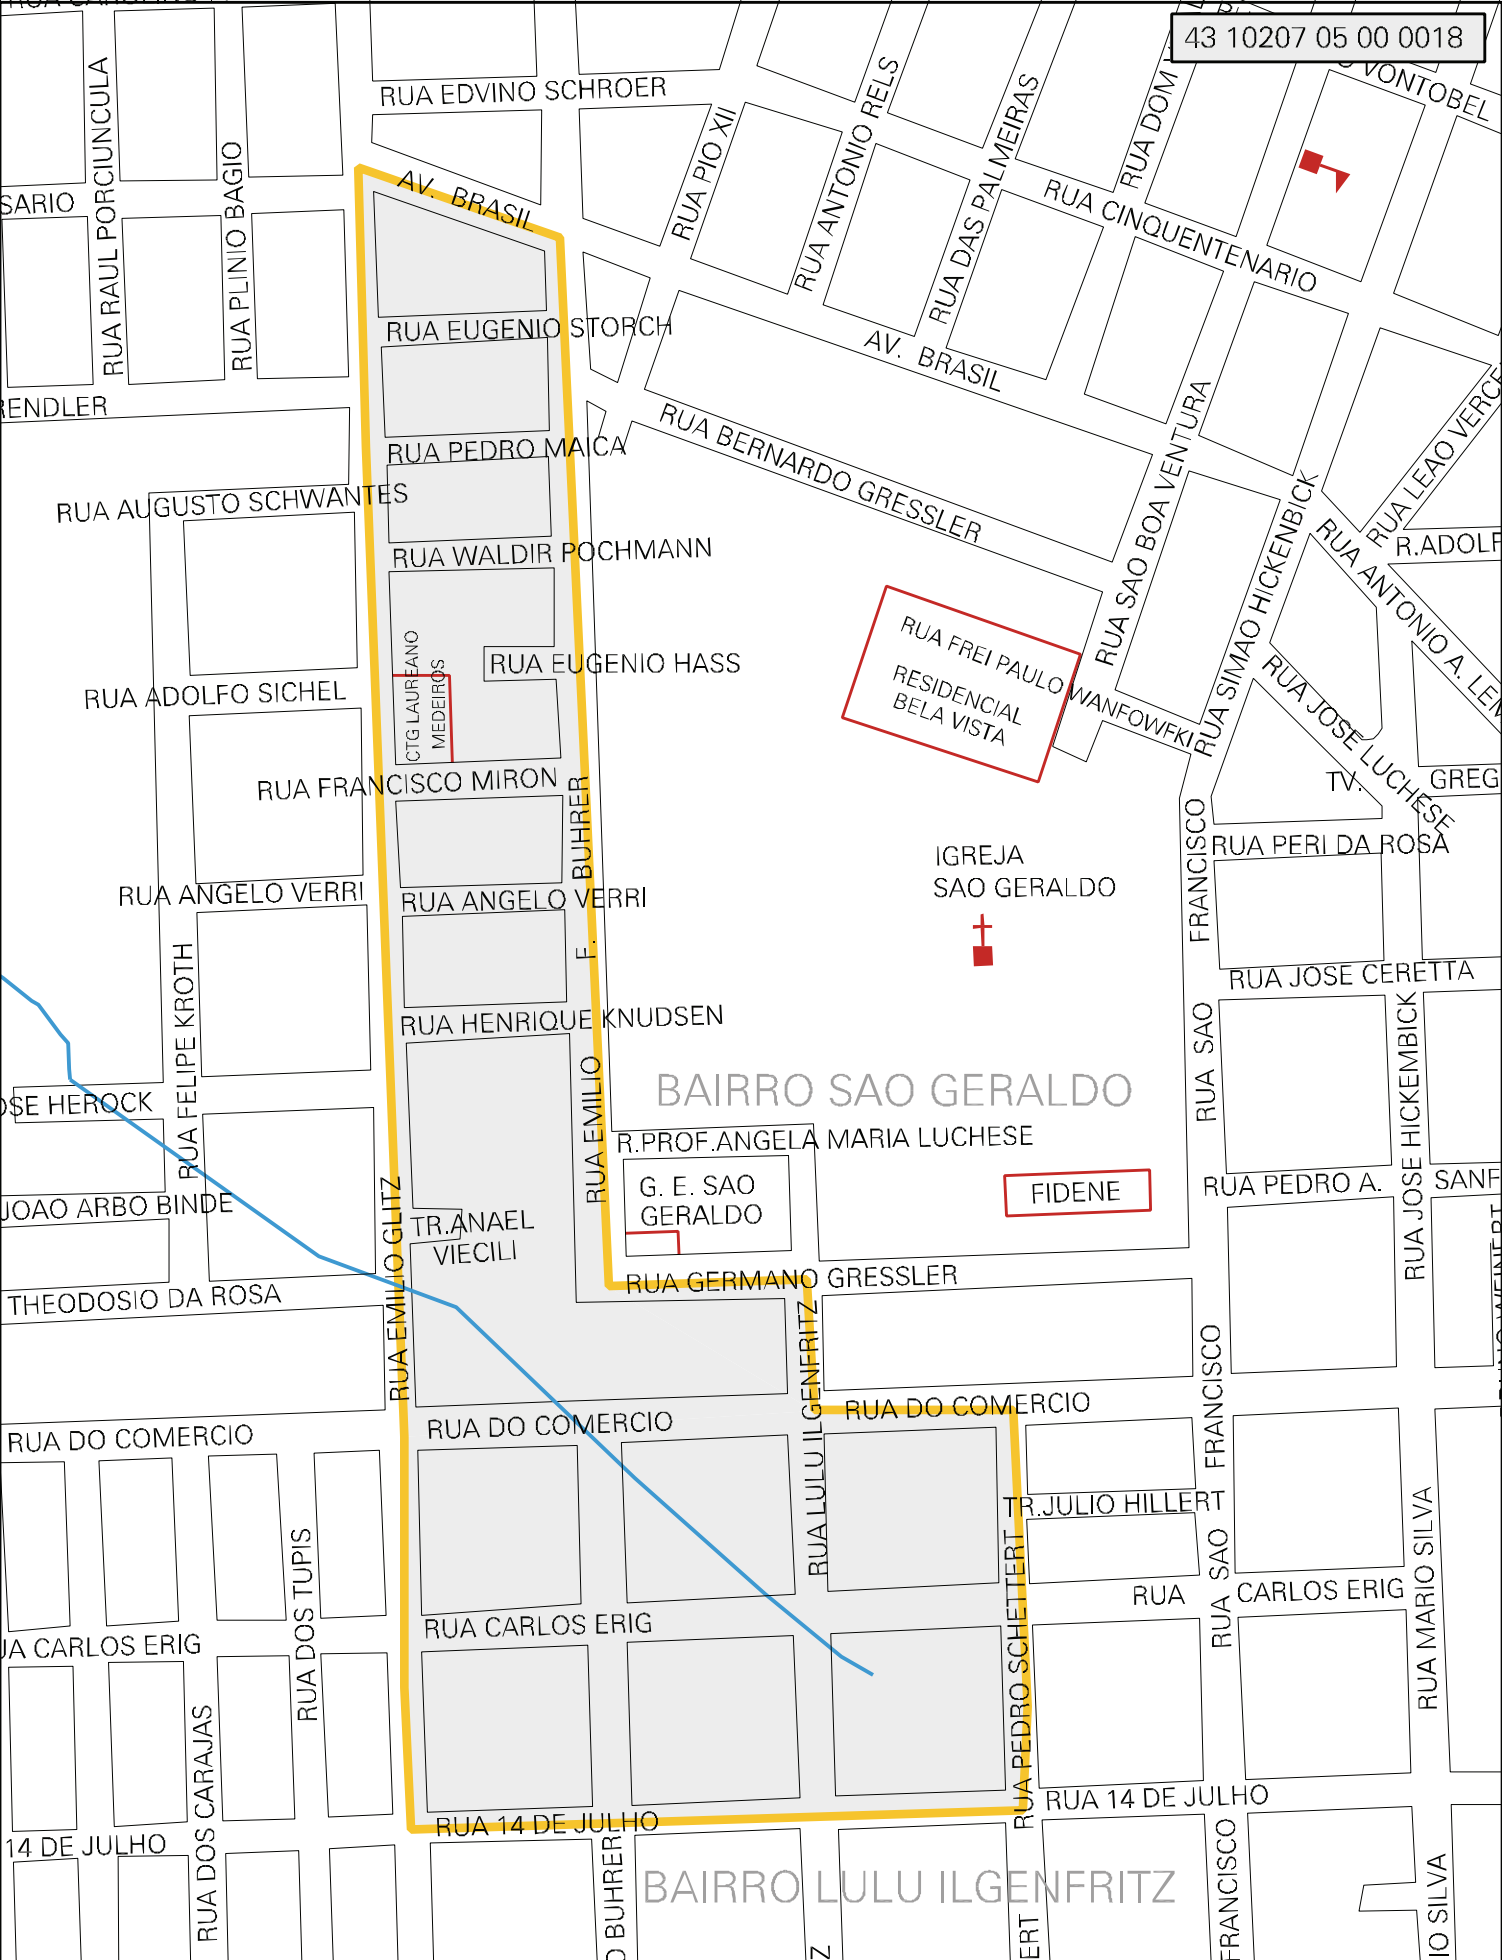 43 10207 05 00 0018
VONTOBEL
RUA EDVINO SCHROER
RUA RAUL PORCIUNCULA
RUA PLINIO BAGIO
RUA PIO XII
RUA ANTONIO RELS
RUA DAS PALMEIRAS
RUA DOM
RUA CINQUENTENARIO
AV. BRASIL
SARIO
RUA EUGENIO STORCH
AV. BRASIL
RENDLER
RUA PEDRO MAICA
RUA BERNARDO GRESSLER
RUA SAO BOA VENTURA
RUA LEAO VERCE
RUA AUGUSTO SCHWANTES
RUA SIMAO HICKENBICK
RUA ANTONIO A. LEM
R.ADOLF
RUA WALDIR POCHMANN
RUA FREI PAULO WANFOWFKI
RESIDENCIAL
BELA VISTA
RUA EUGENIO HASS
CTG LAUREANO
MEDEIROS
RUA ADOLFO SICHEL
RUA JOSE LUCHESE
TV.
GREG
RUA FRANCISCO MIRON
RUA PERI DA ROSA
IGREJA
SAO GERALDO
RUA ANGELO VERRI
RUA ANGELO VERRI
RUA EMILIO F. BUHRER
RUA SAO FRANCISCO
RUA JOSE CERETTA
RUA FELIPE KROTH
RUA HENRIQUE KNUDSEN
RUA JOSE HICKEMBICK
BAIRRO SAO GERALDO
OSE HEROCK
R.PROF.ANGELA MARIA LUCHESE
G. E. SAO
GERALDO
FIDENE
RUA PEDRO A.
SANF
JOAO ARBO BINDE
TR.ANAEL
VIECILI
RUA EMILIO GLITZ
RUA GERMANO GRESSLER
THEODOSIO DA ROSA
RUA LULU ILGENFRITZ
RUA DO COMERCIO
RUA DO COMERCIO
RUA DO COMERCIO
RUA SAO FRANCISCO
TR.JULIO HILLERT
RUA DOS TUPIS
RUA PEDRO SCHETTERT
RUA CARLOS ERIG
RUA MARIO SILVA
RUA CARLOS ERIG
UA CARLOS ERIG
RUA DOS CARAJAS
RUA 14 DE JULHO
RUA 14 DE JULHO
14 DE JULHO
O BUHRER
BAIRRO LULU ILGENFRITZ
Z
ERT
FRANCISCO
IO SILVA